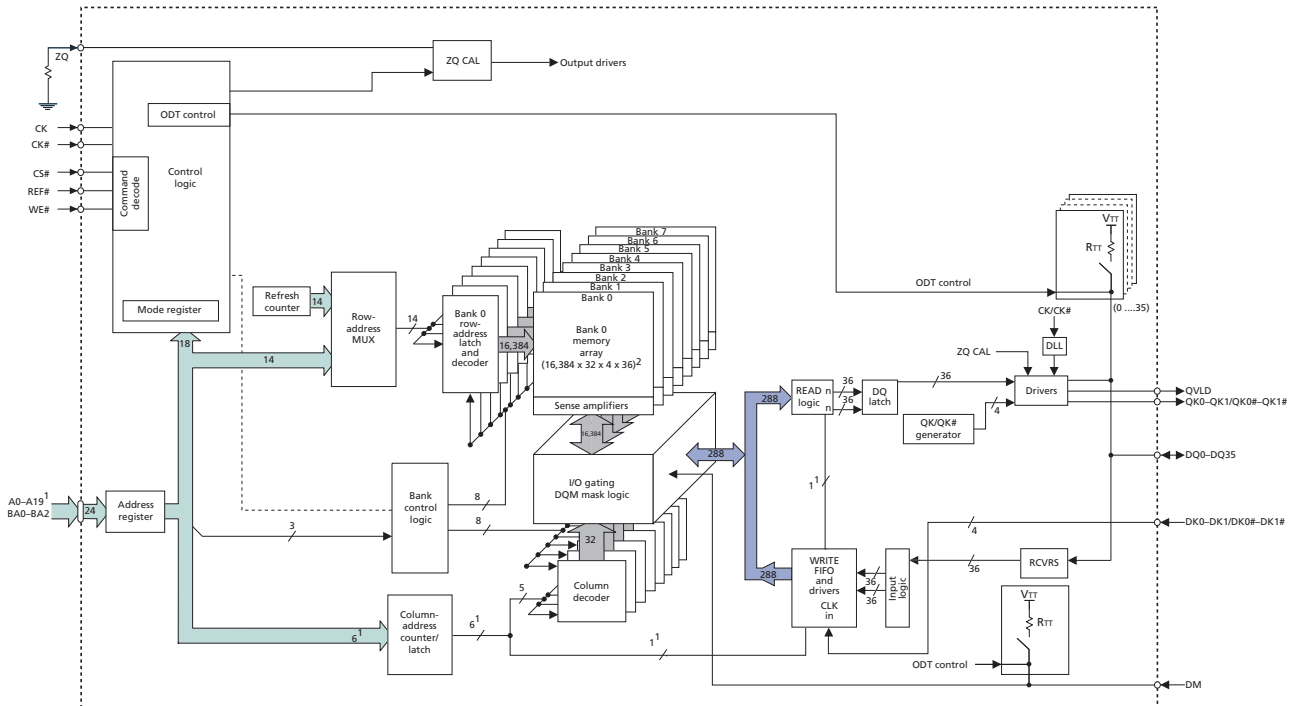 ZQ
ZQ CAL
Output drivers
ODT control
CK
CK#
Control
logic
CS#
REF#
WE#
Command
decode
Mode register
18
Refresh
counter
14
14
Row-
address
MUX
14
Bank 0
row-
address
latch
and
decoder
16,384
Bank 7
Bank 6
Bank 5
Bank 4
Bank 3
Bank 2
Bank 1
Bank 0
Bank 0
memory
array
(16,384 x 32 x 4 x 36)2
Sense amplifiers
16,384
I/O gating
DQM mask logic
32
Column
decoder
5
A0–A191
BA0–BA2
24
Address
register
3
Bank
control
logic
8
8
61
Column-
address
counter/
latch
61
11
288
288
288
READ
logic
n
n
36
36
DQ
latch
36
11
QK/QK#
generator
4
ZQ CAL
CK/CK#
DLL
Drivers
ODT control
VTT
RTT
(0 ....35)
QVLD
QK0–QK1/QK0#–QK1#
DQ0–DQ35
DK0–DK1/DK0#–DK1#
4
WRITE
FIFO
and
drivers
CLK
in
36
36
Input
logic
36
RCVRS
VTT
RTT
ODT control
DM